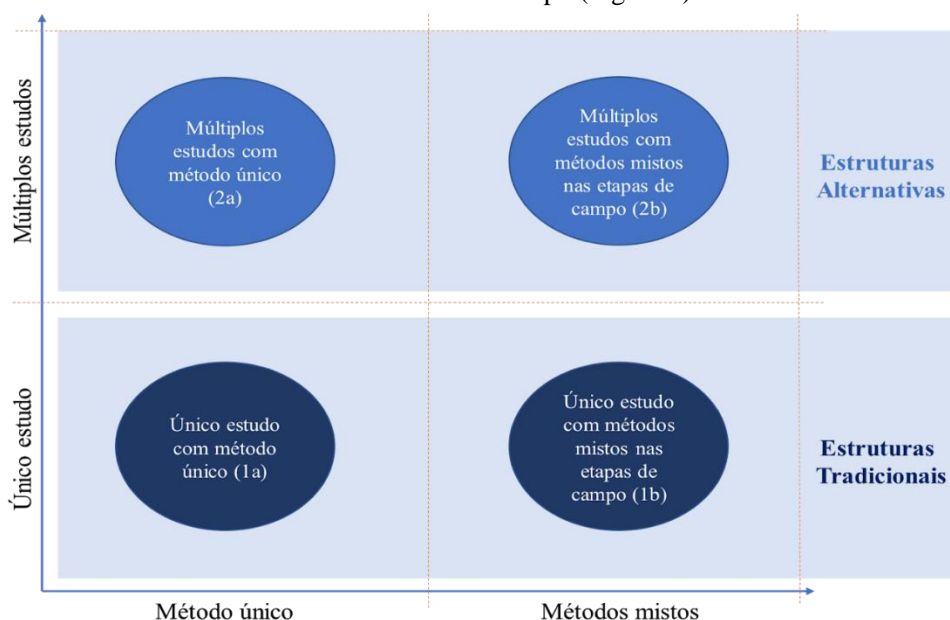 Múltiplos estudos
Múltiplos
estudos com
método único
(2a)
Múltiplos
estudos com
métodos mistos
nas etapas de
campo (2b)
Estruturas
Alternativas
Único estudo
Único estudo
com método
único (1a)
Único estudo
com métodos
mistos nas
etapas de
campo (1b)
Estruturas
Tradicionais
Método único
Métodos mistos